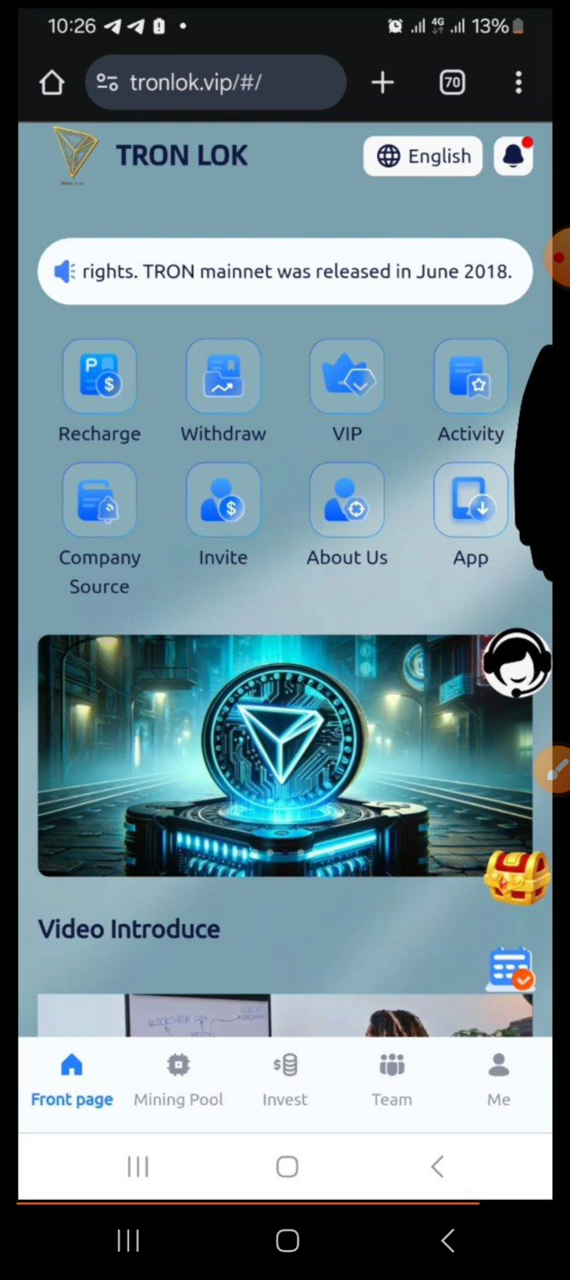 10:26
4G
13%
tronlok.vip/#/
70
TRON LOK
English
rights. TRON mainnet was released in June 2018.
P
$
Recharge
Withdraw
VIP
Activity
$
Company
Source
Invite
About Us
App
Video Introduce
$
Front page
Mining Pool
Invest
Team
Me